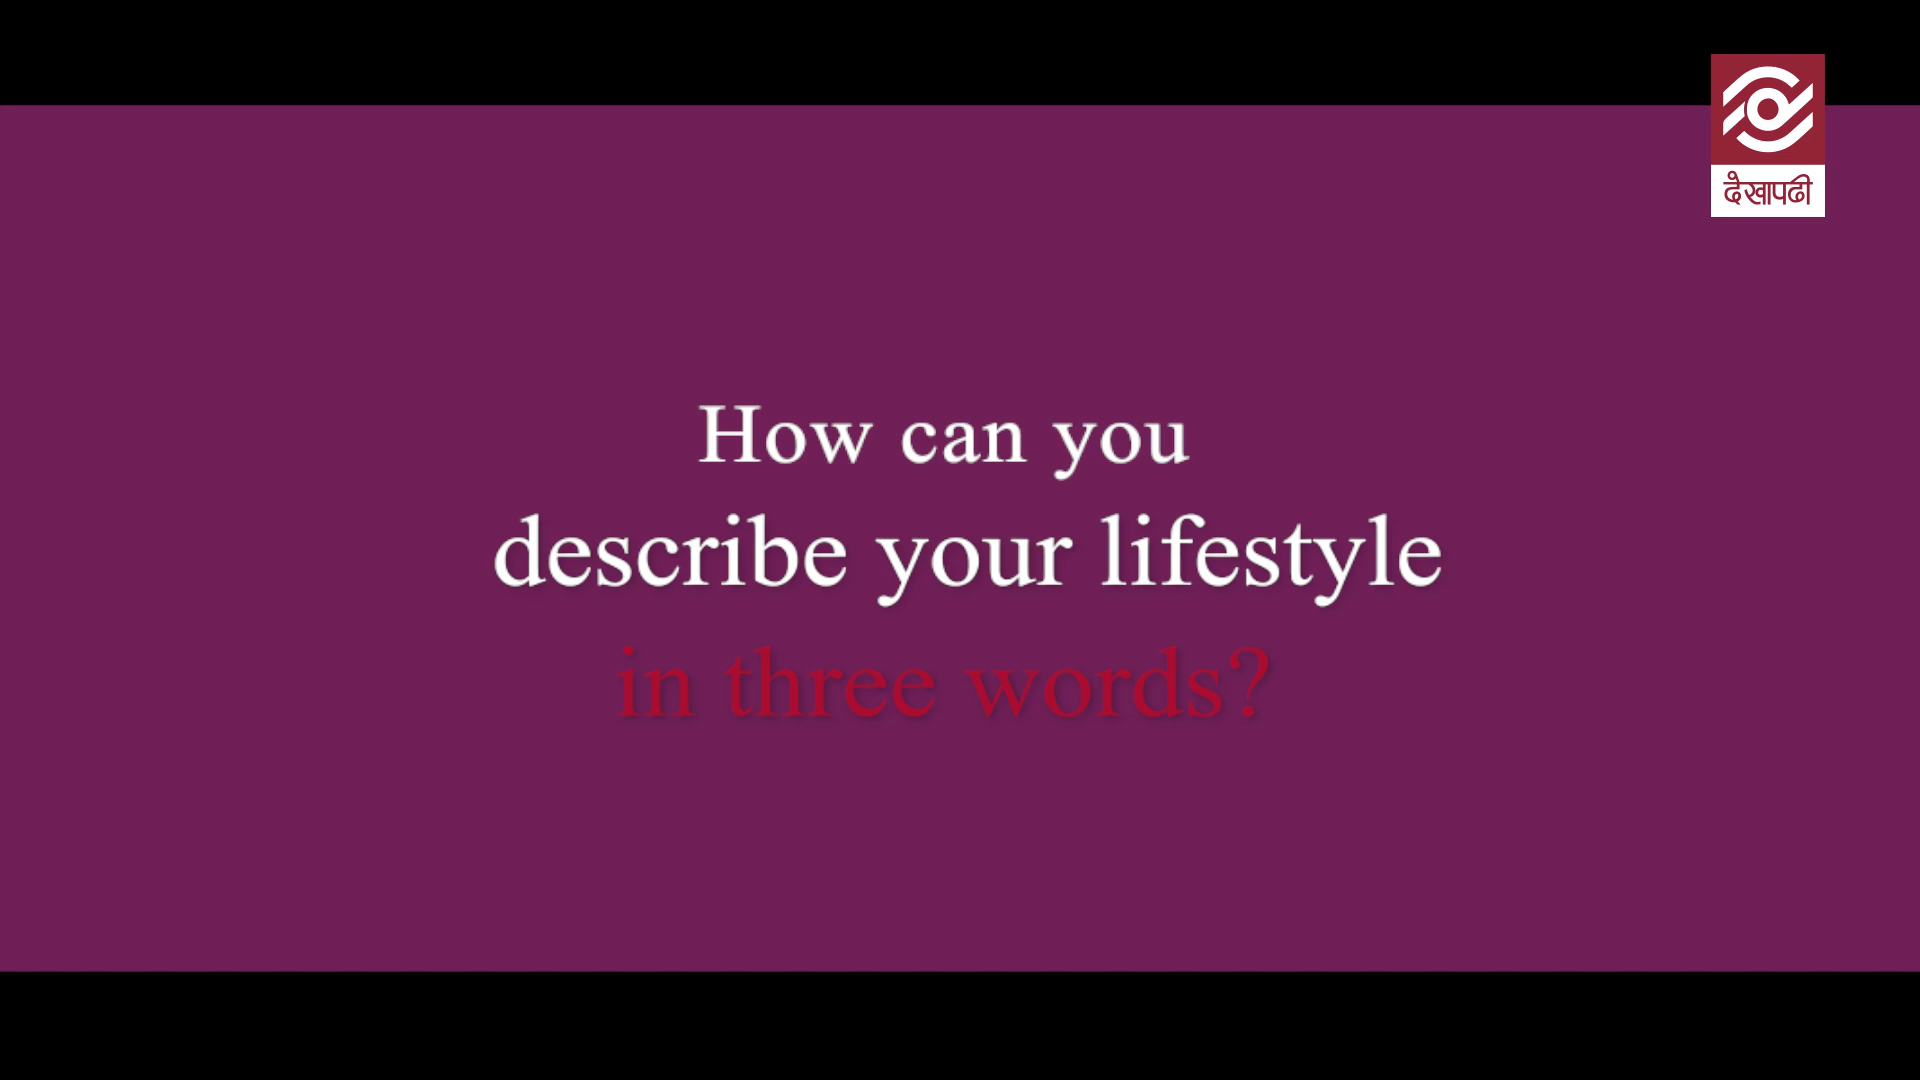 देखापढी
How can you
describe your lifestyle
in three words?